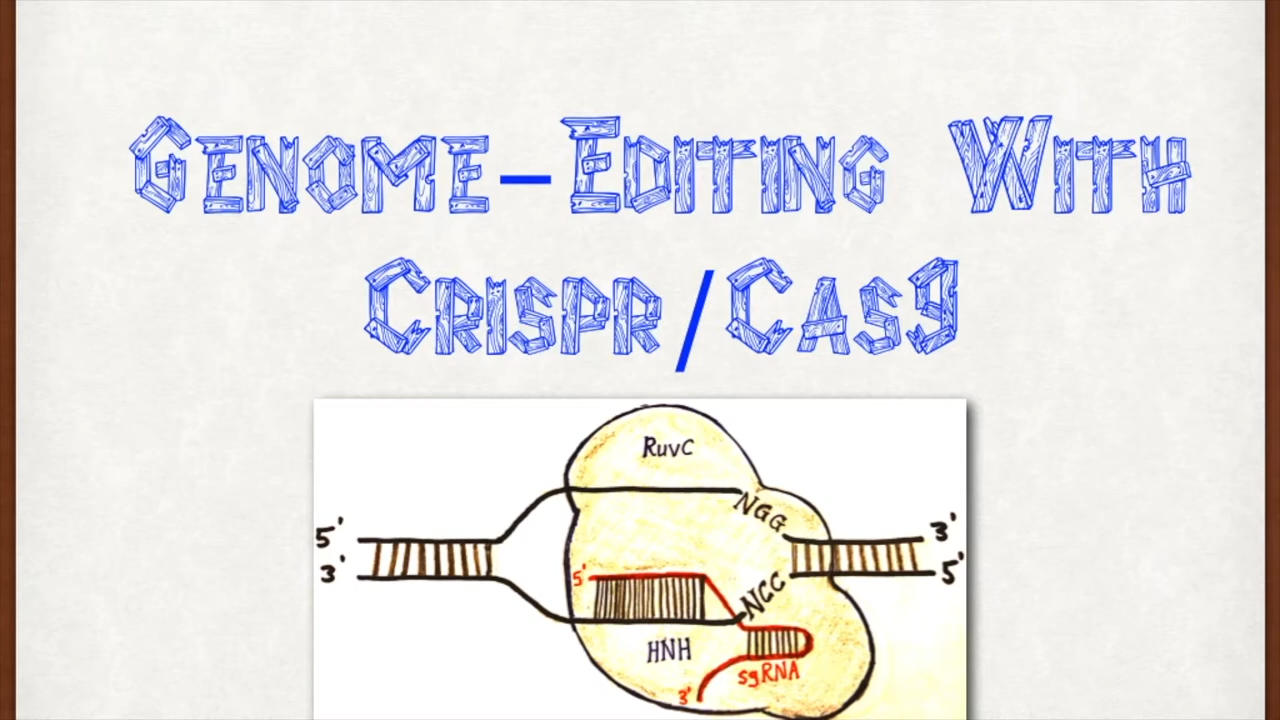 Genome-Editing With
Crispr/Cas9
RuvC
NGG
5' 3'
3' 5'
5'
NCC
HNH
sgRNA
3'